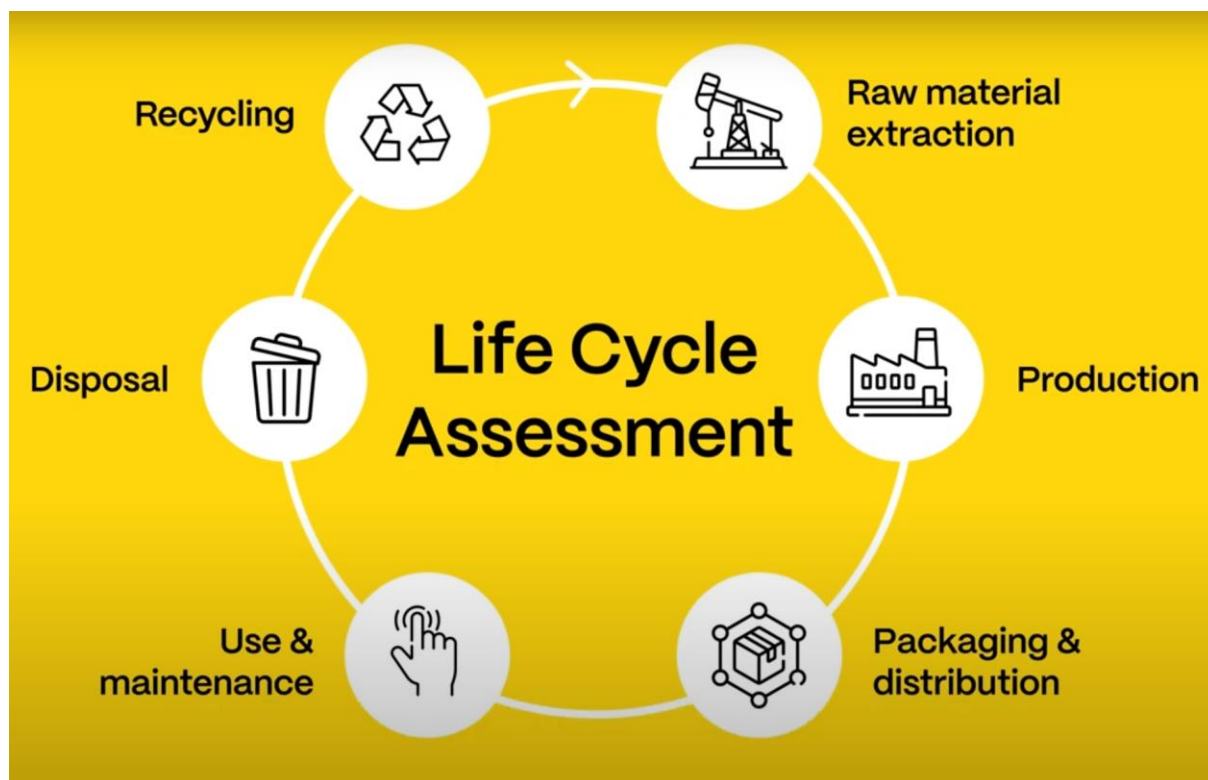 Life Cycle
Assessment
Raw material
extraction
Production
Packaging &
distribution
Use &
maintenance
Disposal
Recycling